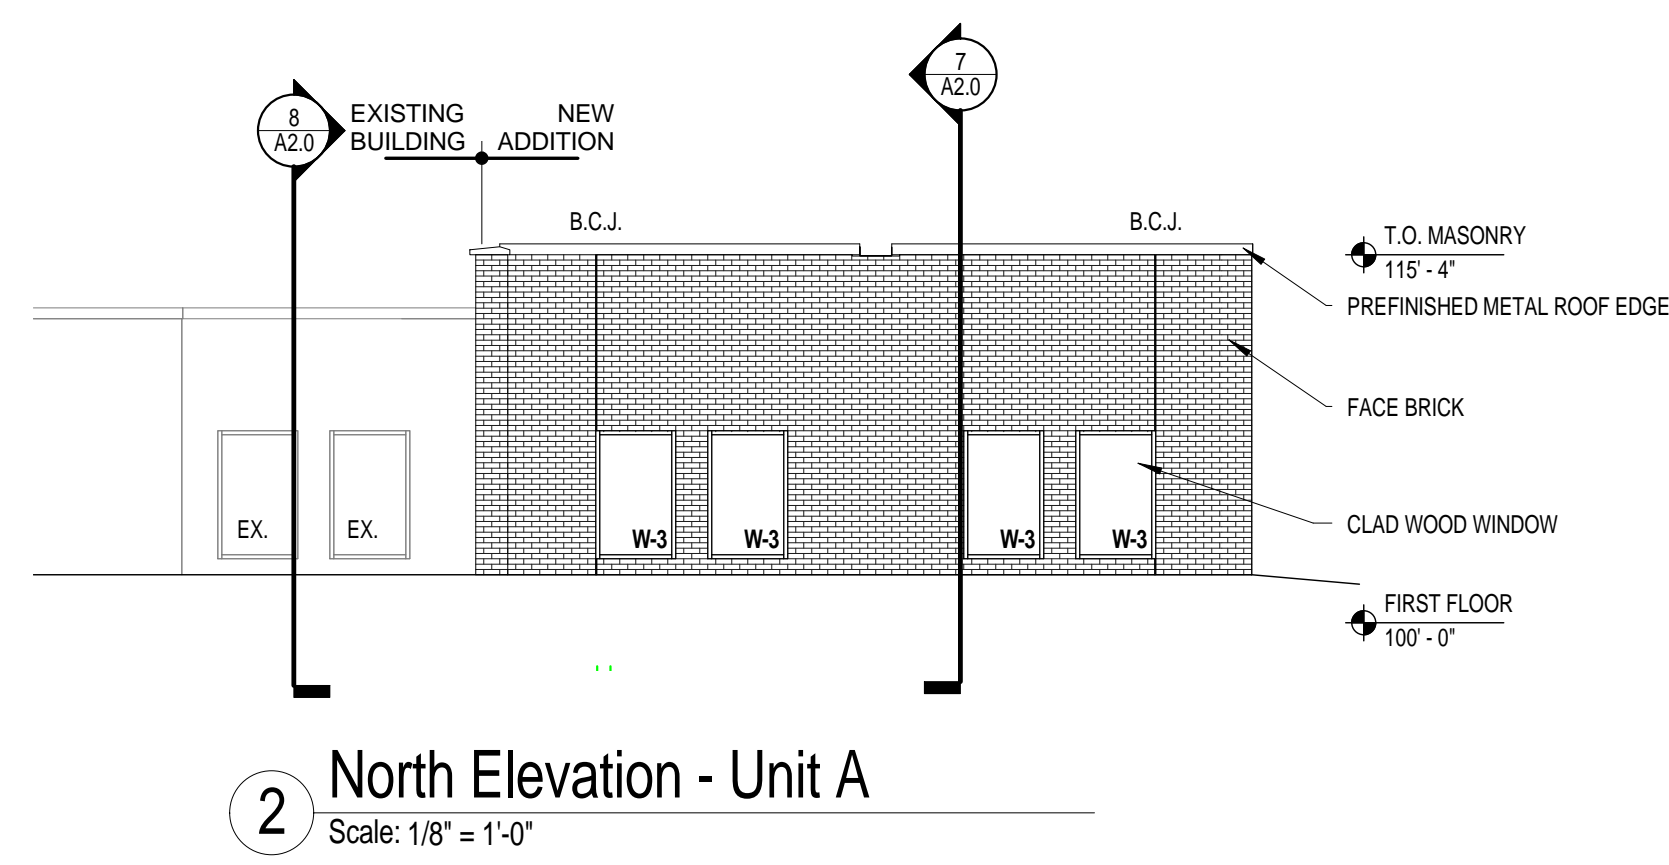 7
A2.0
8
A2.0
EXISTING BUILDING
NEW ADDITION
B.C.J.
B.C.J.
T.O. MASONRY
115' - 4"
PREFINISHED METAL ROOF EDGE
FACE BRICK
CLAD WOOD WINDOW
EX.
EX.
W-3
W-3
W-3
W-3
FIRST FLOOR
100' - 0"
2
North Elevation - Unit A
Scale: 1/8" = 1'-0"